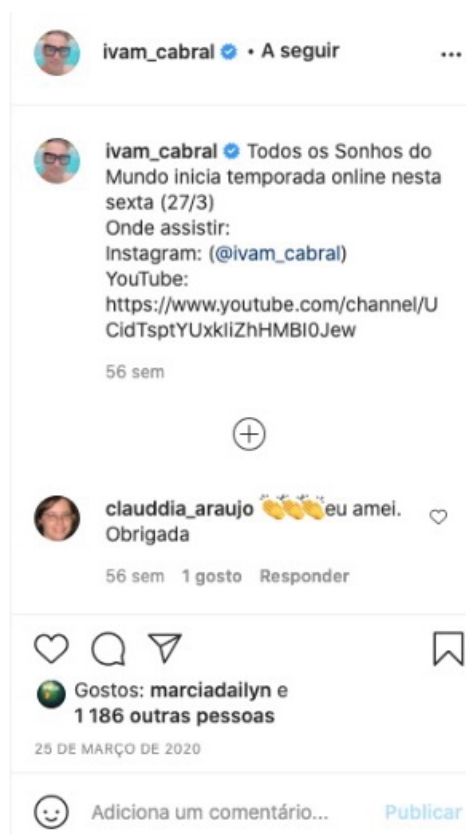 ivam_cabral • A seguir
ivam_cabral Todos os Sonhos do
Mundo inicia temporada online nesta
sexta (27/3)
Onde assistir:
Instagram: (@ivam_cabral)
YouTube:
https://www.youtube.com/channel/U
CidTsptYUxkIiZhHMBI0Jew
56 sem
clauddia_araujo 👏👏👏eu amei.
Obrigada
56 sem 1 gosto Responder
Gostos: marciadailyn e
1 186 outras pessoas
25 DE MARÇO DE 2020
Adiciona um comentário... Publicar